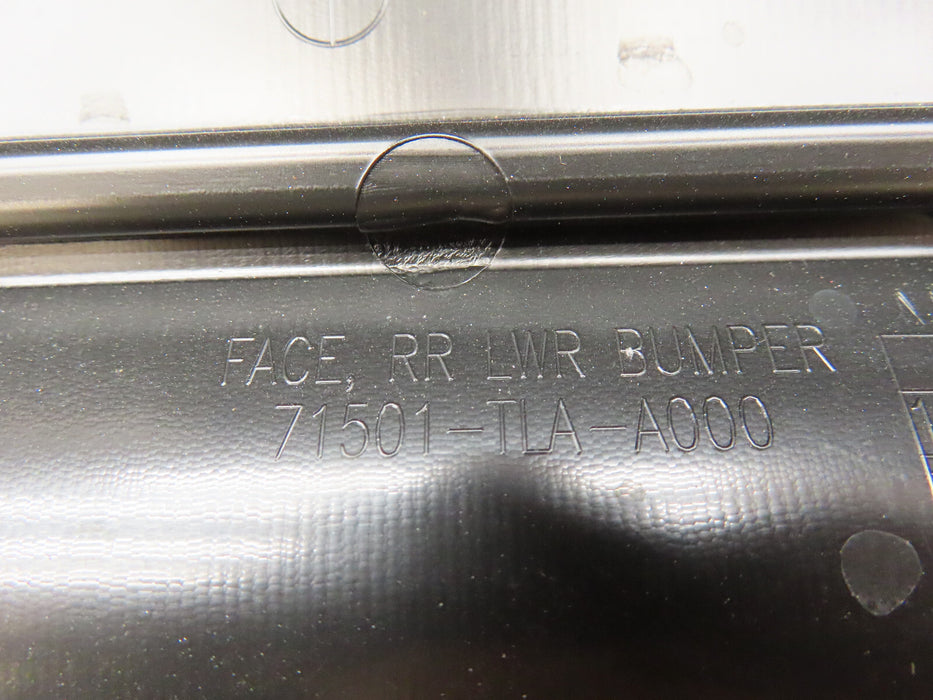 FACE, RR LWR BUMPER
71501-TLA-A000